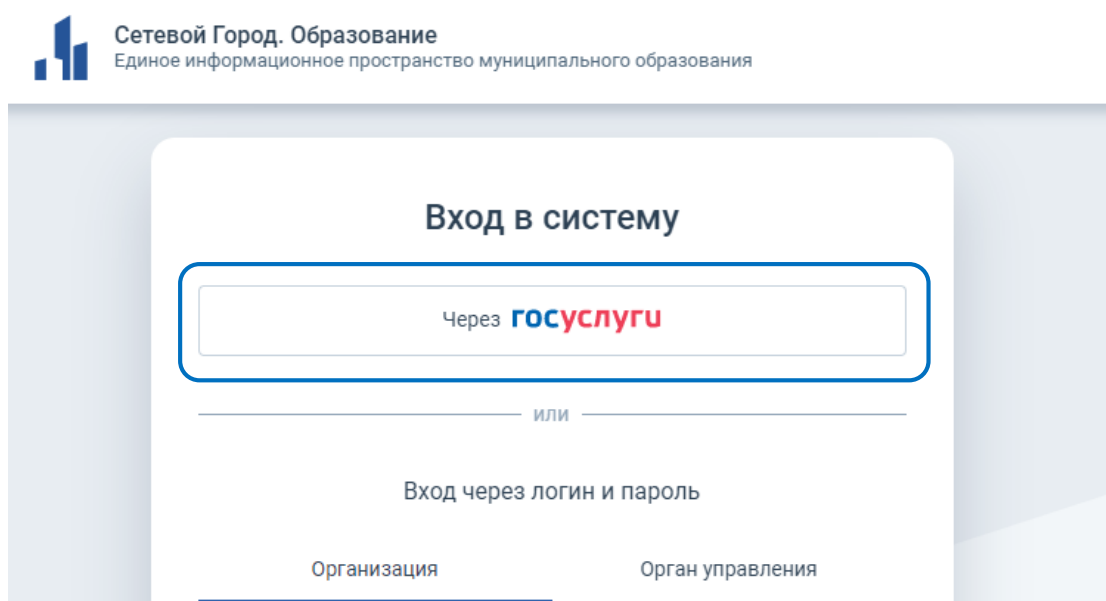 Сетевой Город. Образование
Единое информационное пространство муниципального образования
Вход в систему
Через госуслуги
или
Вход через логин и пароль
Организация Орган управления